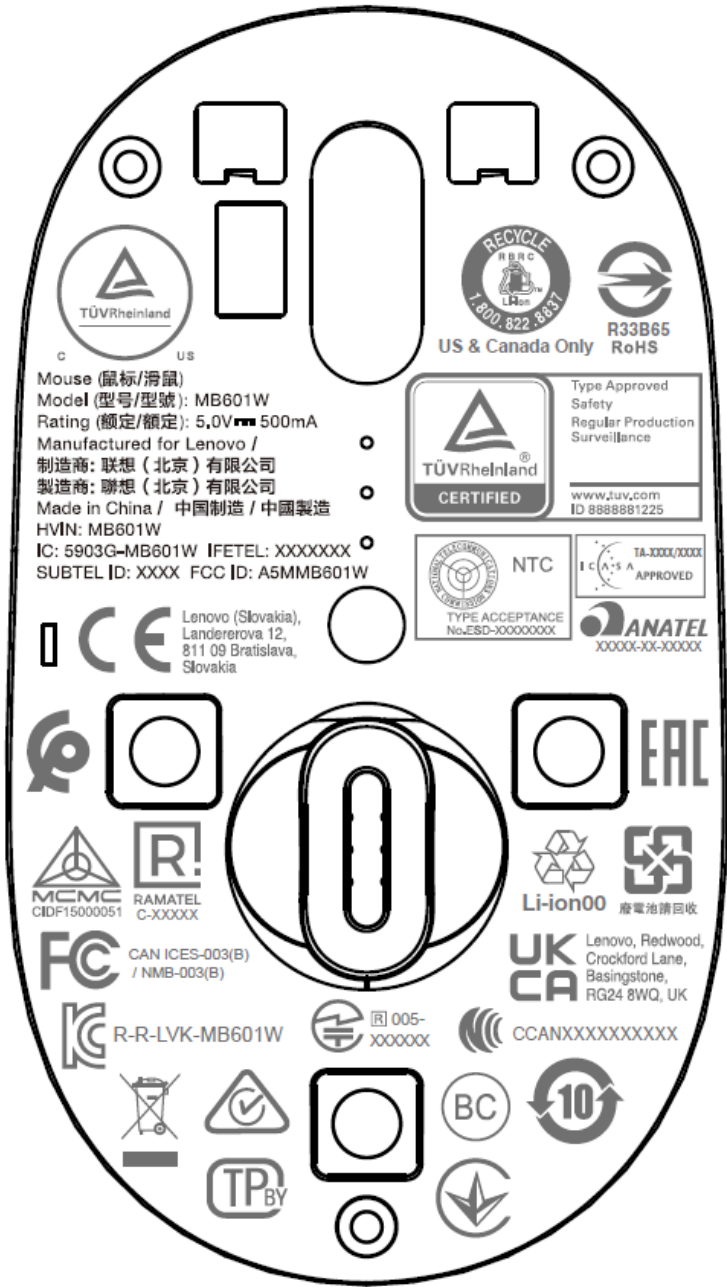 RECYCLE
RBRC
Li-ion
TM
1.800.822.8837
US & Canada Only
R33B65
RoHS
TÜVRheinland
C US
Mouse (鼠标/滑鼠)
Model (型号/型號): MB601W
Rating (额定/額定): 5.0V 500mA
Manufactured for Lenovo /
制造商: 联想（北京）有限公司
製造商: 聯想（北京）有限公司
Made in China / 中国制造 / 中國製造
HVIN: MB601W
IC: 5903G-MB601W IFETEL: XXXXXXX
SUBTEL ID: XXXX FCC ID: A5MMB601W
TÜVRheinland®
CERTIFIED
Type Approved
Safety
Regular Production
Surveillance
www.tuv.com
ID 8888881225
NATIONAL TELECOMMUNICATIONS COMMISSION
NTC
TYPE ACCEPTANCE
No.ESD-XXXXXXXX
ICASA
TA-XXXX/XXXX
APPROVED
ANATEL
XXXXX-XX-XXXXX
CE
Lenovo (Slovakia),
Landererova 12,
811 09 Bratislava,
Slovakia
EAC
MCMC
CIDF15000051
R!
RAMATEL
C-XXXXX
Li-ion00
廢電池請回收
FC
CAN ICES-003(B)
/ NMB-003(B)
UK
CA
Lenovo, Redwood,
Crockford Lane,
Basingstone,
RG24 8WQ, UK
R-R-LVK-MB601W
R 005-
XXXXXX
CCANXXXXXXXXXX
BC
10
TPBY